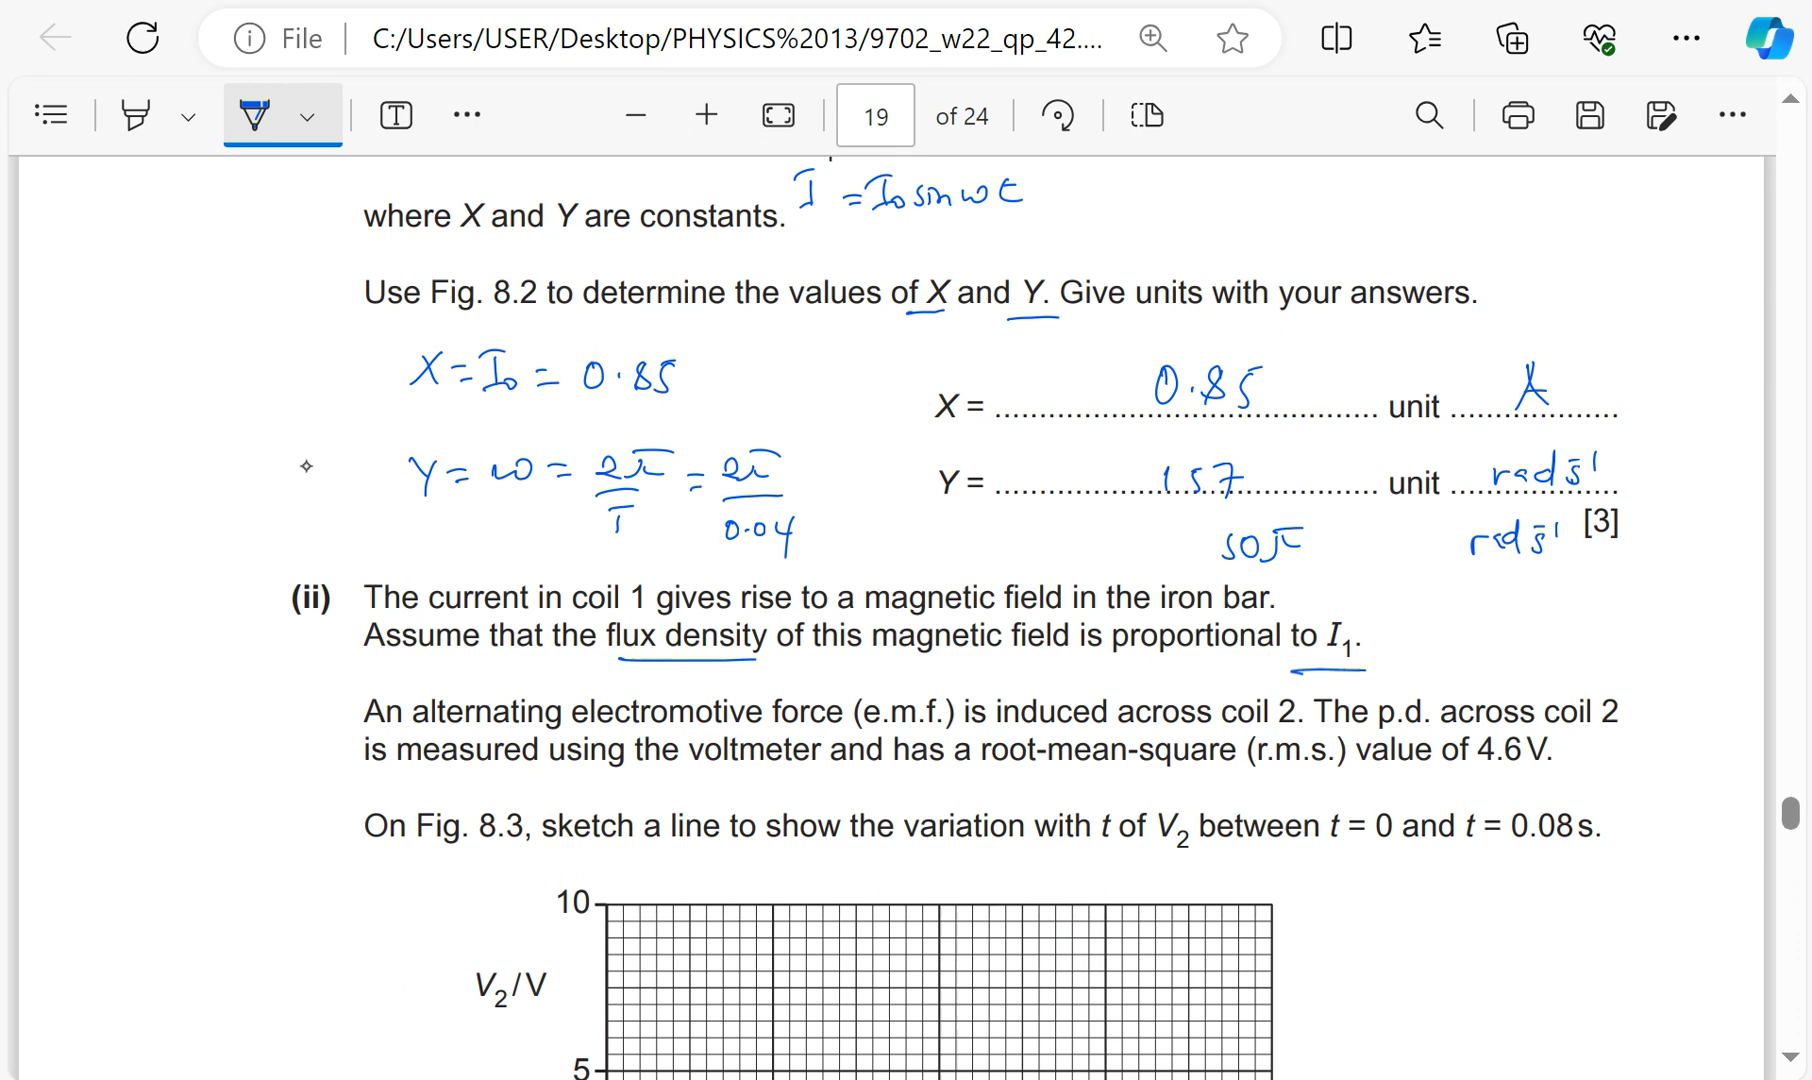 File C:/Users/USER/Desktop/PHYSICS%2013/9702_w22_qp_42....
19 of 24
I = I₀ sin ω t
where X and Y are constants.
Use Fig. 8.2 to determine the values of X and Y. Give units with your answers.
X = I₀ = 0.85
X = ........ 0.85 ........ unit ........ A ........
Y = ω = 2π/T = 2π/0.04
Y = ........ 157 ........ unit ........ rad s⁻¹ ........
[3]
50π rad s⁻¹
(ii) The current in coil 1 gives rise to a magnetic field in the iron bar.
Assume that the flux density of this magnetic field is proportional to I₁.
An alternating electromotive force (e.m.f.) is induced across coil 2. The p.d. across coil 2
is measured using the voltmeter and has a root-mean-square (r.m.s.) value of 4.6 V.
On Fig. 8.3, sketch a line to show the variation with t of V₂ between t = 0 and t = 0.08 s.
10
V₂ / V
5